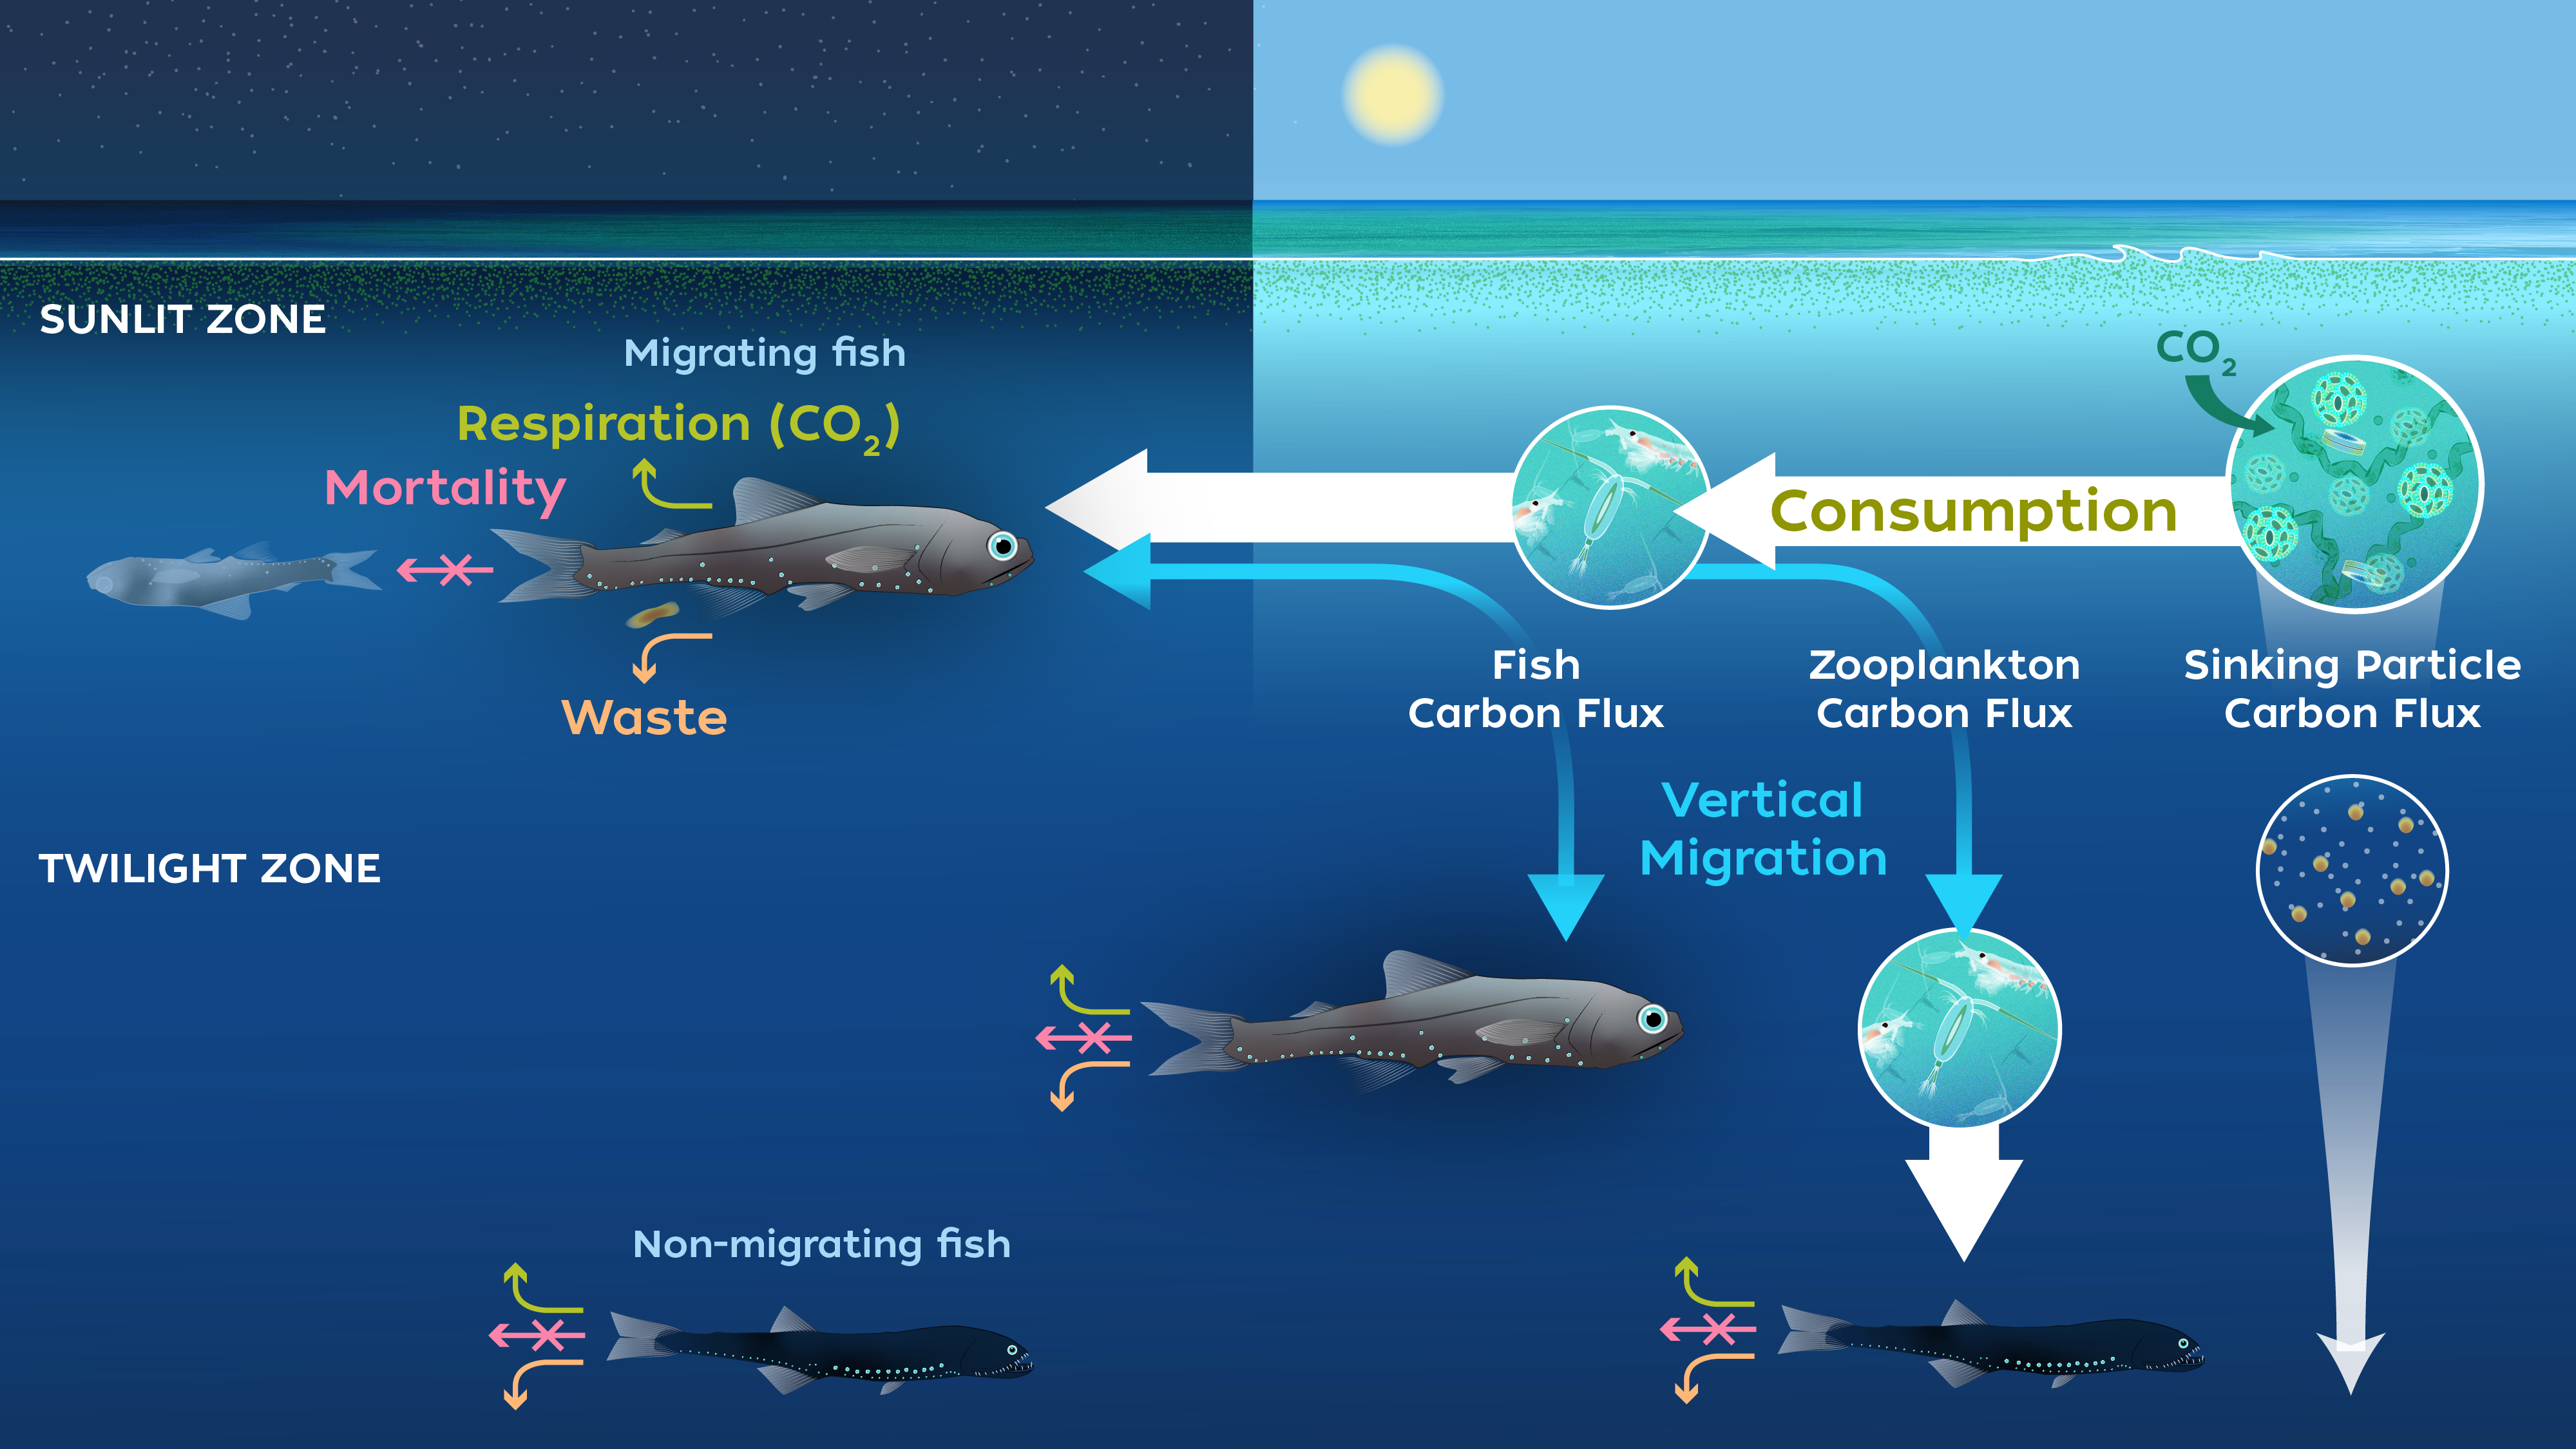 SUNLIT ZONE
Migrating fish
Respiration (CO₂)
Mortality
Waste
CO₂
Consumption
Fish
Carbon Flux
Zooplankton
Carbon Flux
Sinking Particle
Carbon Flux
Vertical
Migration
TWILIGHT ZONE
Non-migrating fish